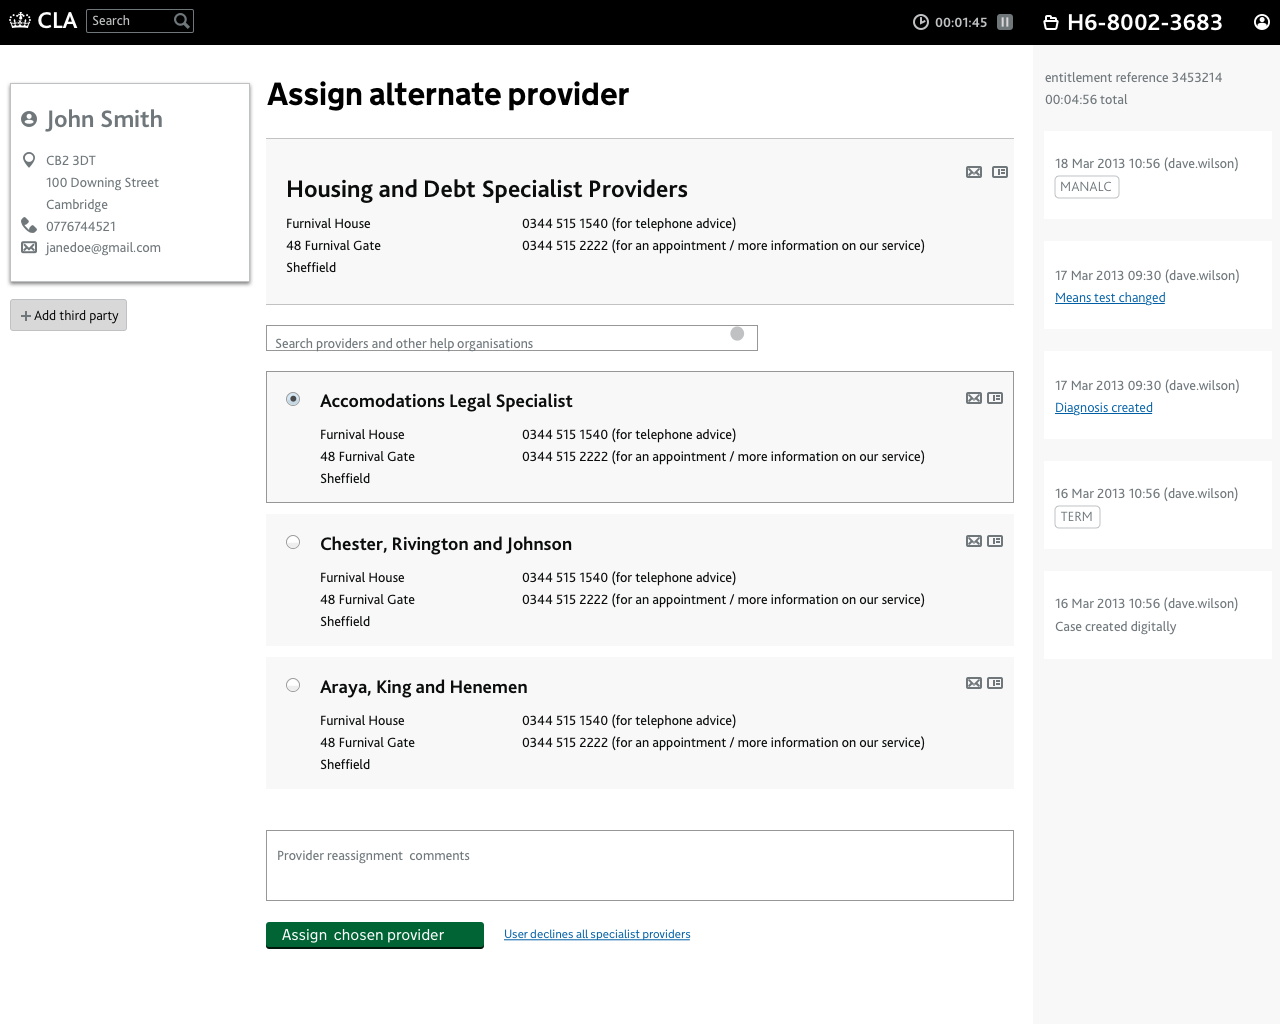 CLA
Search
00:01:45
H6-8002-3683
John Smith
CB2 3DT
100 Downing Street
Cambridge
0776744521
janedoe@gmail.com
+ Add third party
Assign alternate provider
Housing and Debt Specialist Providers
Furnival House
0344 515 1540 (for telephone advice)
48 Furnival Gate
0344 515 2222 (for an appointment / more information on our service)
Sheffield
Search providers and other help organisations
Accomodations Legal Specialist
Furnival House
0344 515 1540 (for telephone advice)
48 Furnival Gate
0344 515 2222 (for an appointment / more information on our service)
Sheffield
Chester, Rivington and Johnson
Furnival House
0344 515 1540 (for telephone advice)
48 Furnival Gate
0344 515 2222 (for an appointment / more information on our service)
Sheffield
Araya, King and Henemen
Furnival House
0344 515 1540 (for telephone advice)
48 Furnival Gate
0344 515 2222 (for an appointment / more information on our service)
Sheffield
Provider reassignment  comments
Assign  chosen provider
User declines all specialist providers
entitlement reference 3453214
00:04:56 total
18 Mar 2013 10:56 (dave.wilson)
MANALC
17 Mar 2013 09:30 (dave.wilson)
Means test changed
17 Mar 2013 09:30 (dave.wilson)
Diagnosis created
16 Mar 2013 10:56 (dave.wilson)
TERM
16 Mar 2013 10:56 (dave.wilson)
Case created digitally